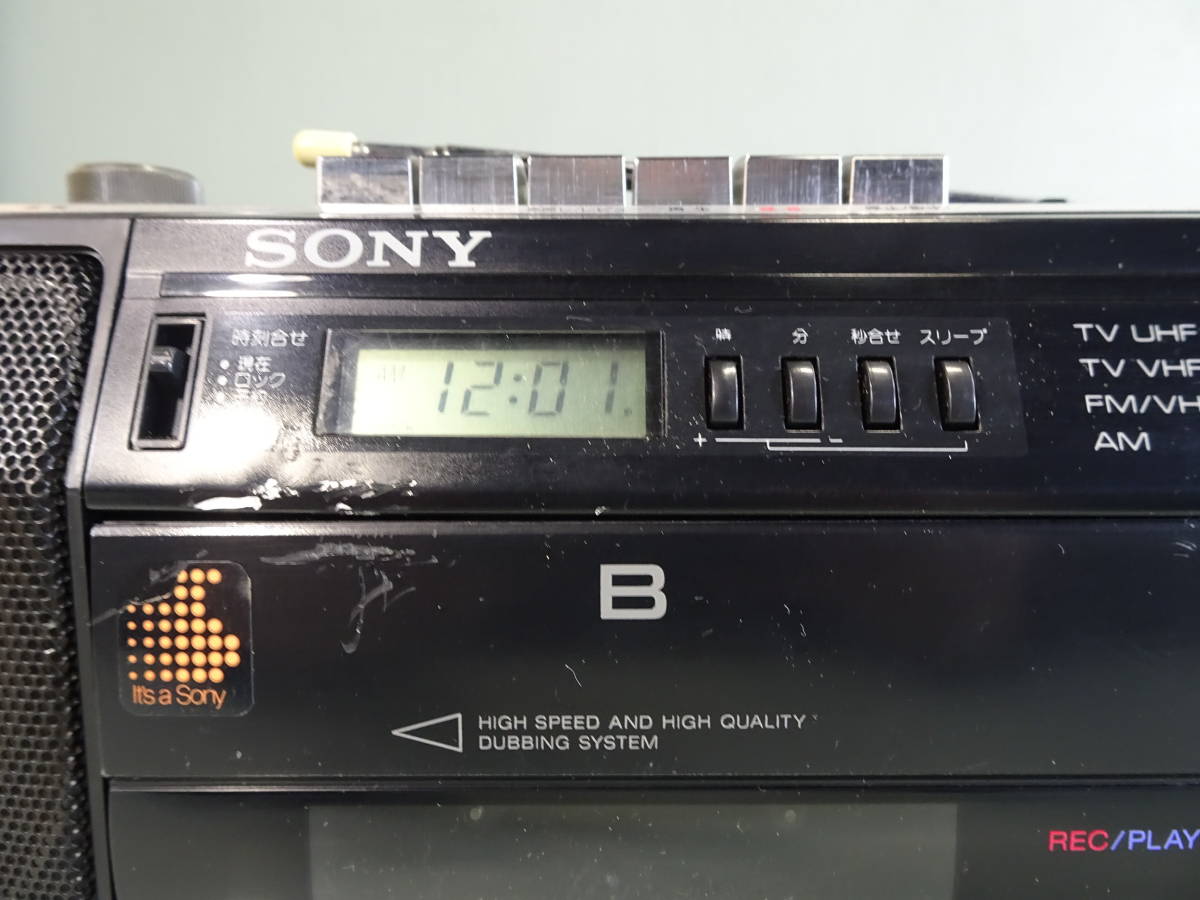 SONY
時刻合せ
現在
ロック
AM 12:01
時
分
秒合せ
スリープ
+
-
TV UHF
TV VHF
FM/VH
AM
B
It's a Sony
HIGH SPEED AND HIGH QUALITY
DUBBING SYSTEM
REC/PLAY